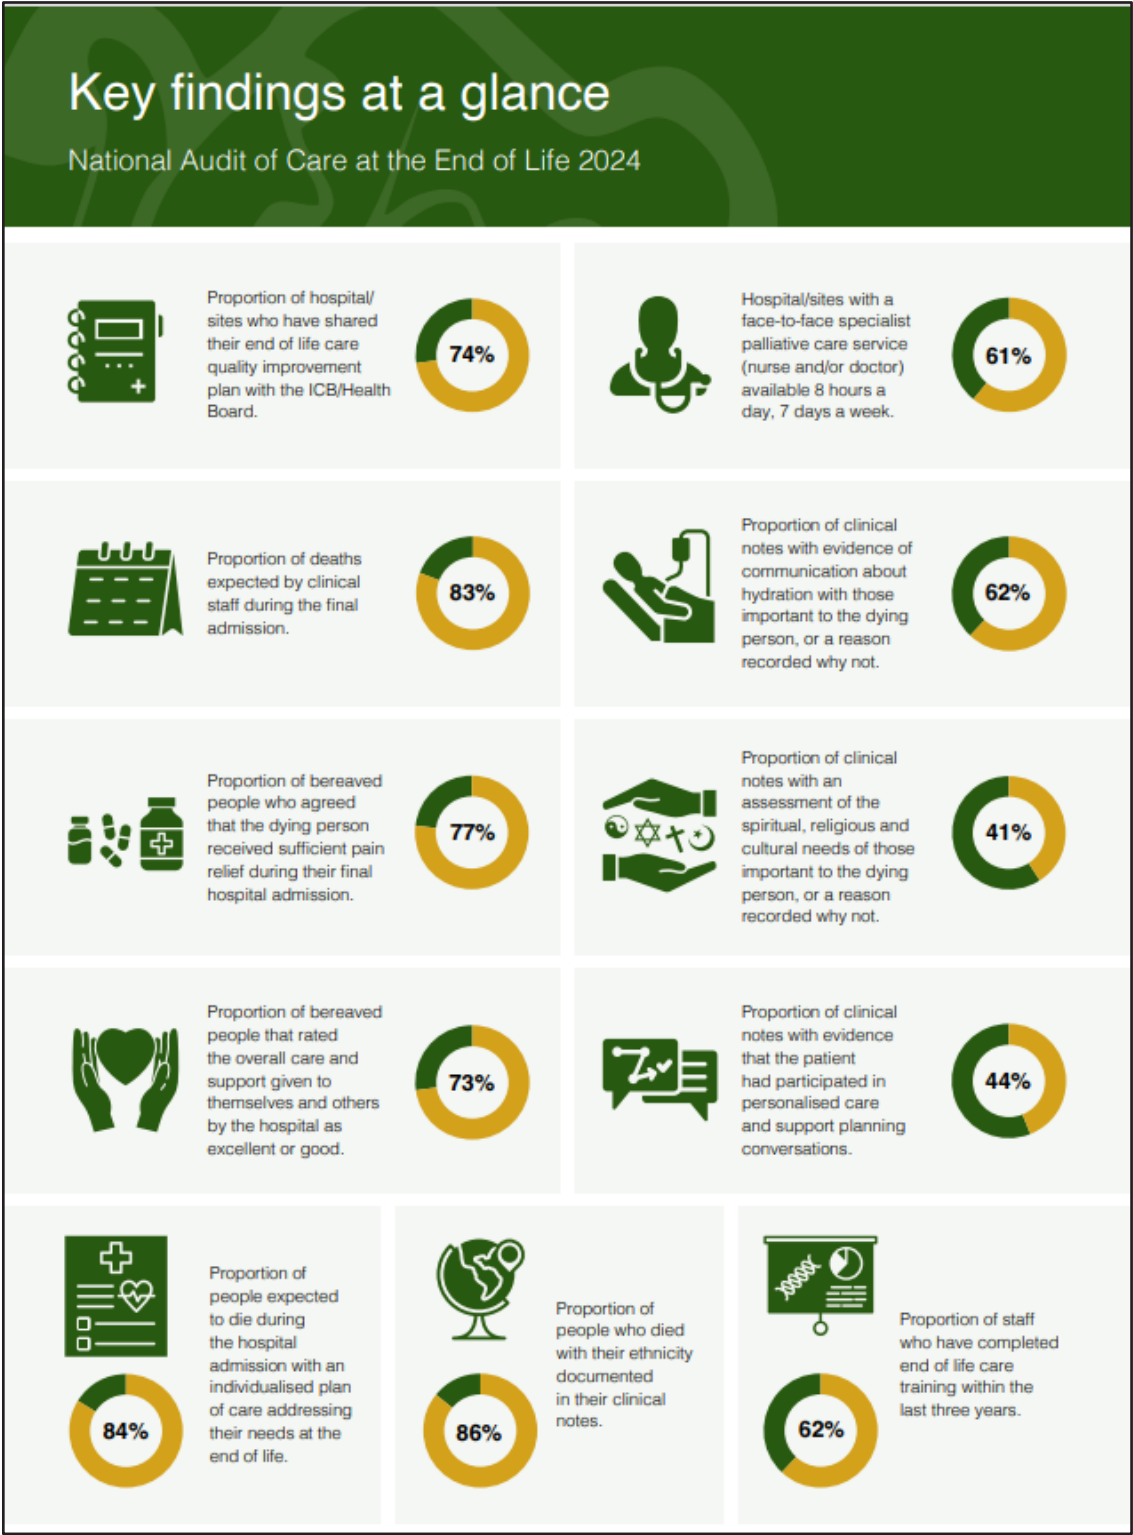 Key findings at a glance
National Audit of Care at the End of Life 2024
Proportion of hospital/
sites who have shared
their end of life care
quality improvement
plan with the ICB/Health
Board.
74%
Hospital/sites with a
face-to-face specialist
palliative care service
(nurse and/or doctor)
available 8 hours a
day, 7 days a week.
61%
Proportion of deaths
expected by clinical
staff during the final
admission.
83%
Proportion of clinical
notes with evidence of
communication about
hydration with those
important to the dying
person, or a reason
recorded why not.
62%
Proportion of bereaved
people who agreed
that the dying person
received sufficient pain
relief during their final
hospital admission.
77%
Proportion of clinical
notes with an
assessment of the
spiritual, religious and
cultural needs of those
important to the dying
person, or a reason
recorded why not.
41%
Proportion of bereaved
people that rated
the overall care and
support given to
themselves and others
by the hospital as
excellent or good.
73%
Proportion of clinical
notes with evidence
that the patient
had participated in
personalised care
and support planning
conversations.
44%
Proportion of
people expected
to die during
the hospital
admission with an
individualised plan
of care addressing
their needs at the
end of life.
84%
Proportion of
people who died
with their ethnicity
documented
in their clinical
notes.
86%
Proportion of staff
who have completed
end of life care
training within the
last three years.
62%